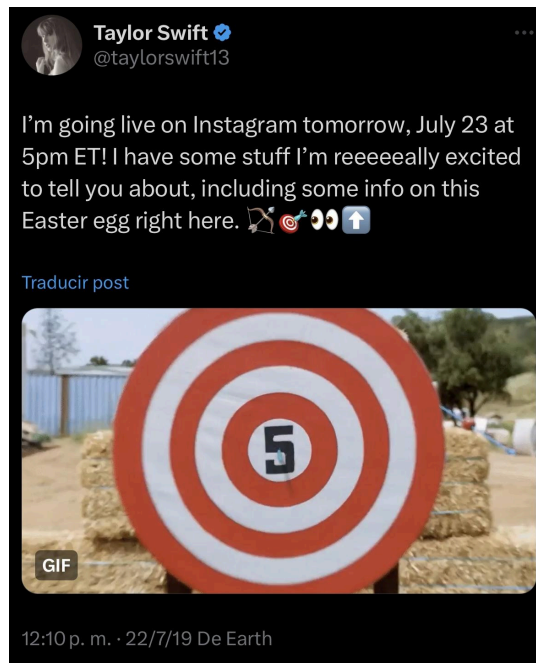 Taylor Swift
@taylorswift13
I’m going live on Instagram tomorrow, July 23 at
5pm ET! I have some stuff I’m reeeeeally excited
to tell you about, including some info on this
Easter egg right here. 🏹🎯👀⬆️
Traducir post
5
GIF
12:10 p. m. · 22/7/19 De Earth